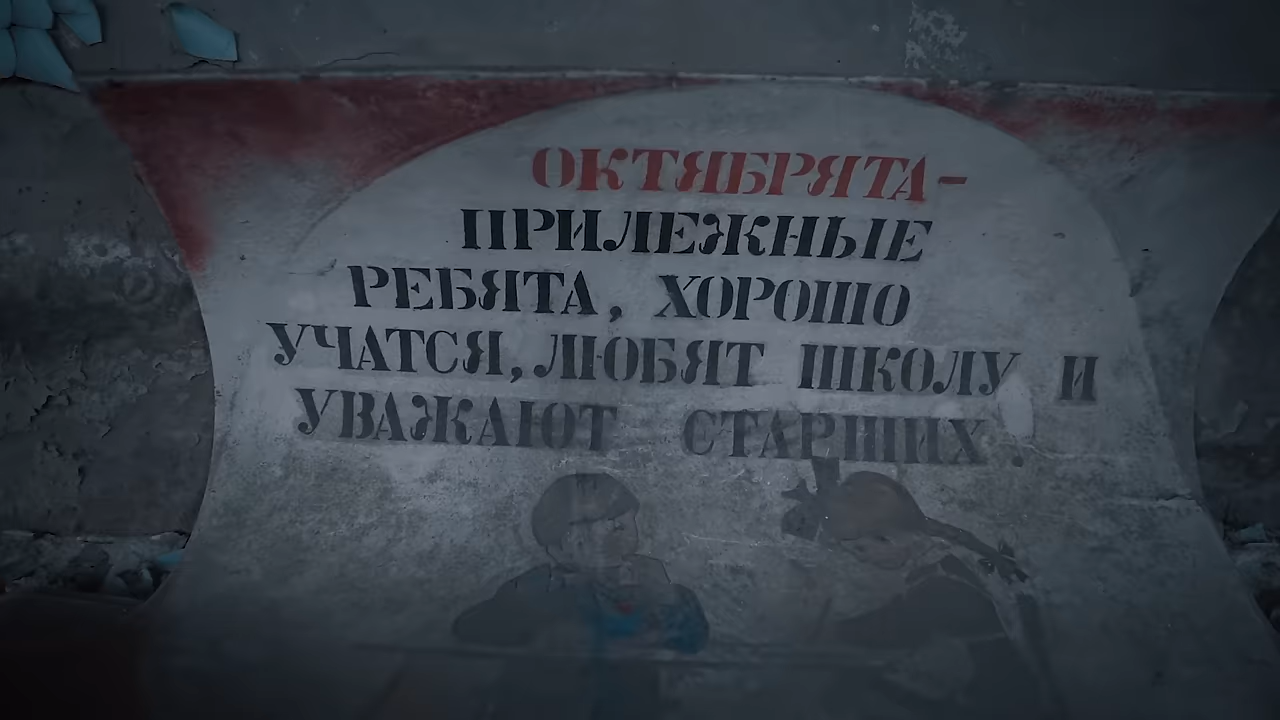 ОКТЯБРЯТА-
ПРИЛЕЖНЫЕ
РЕБЯТА, ХОРОШО
УЧАТСЯ, ЛЮБЯТ ШКОЛУ И
УВАЖАЮТ СТАРШИХ.